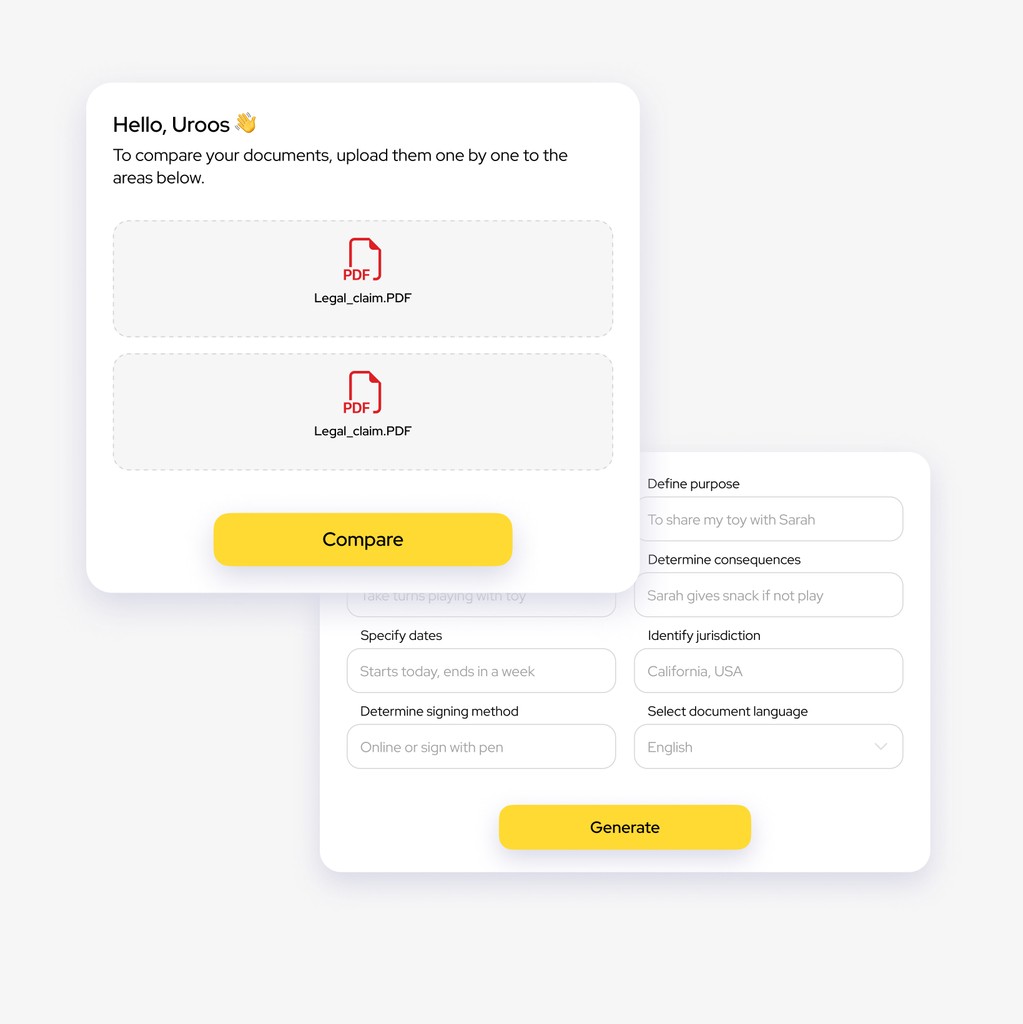 Hello, Uroos 👋
To compare your documents, upload them one by one to the
areas below.
PDF
Legal_claim.PDF
PDF
Legal_claim.PDF
Compare
Define purpose
To share my toy with Sarah
Determine consequences
Take turns playing with toy
Sarah gives snack if not play
Specify dates
Identify jurisdiction
Starts today, ends in a week
California, USA
Determine signing method
Select document language
Online or sign with pen
English
Generate